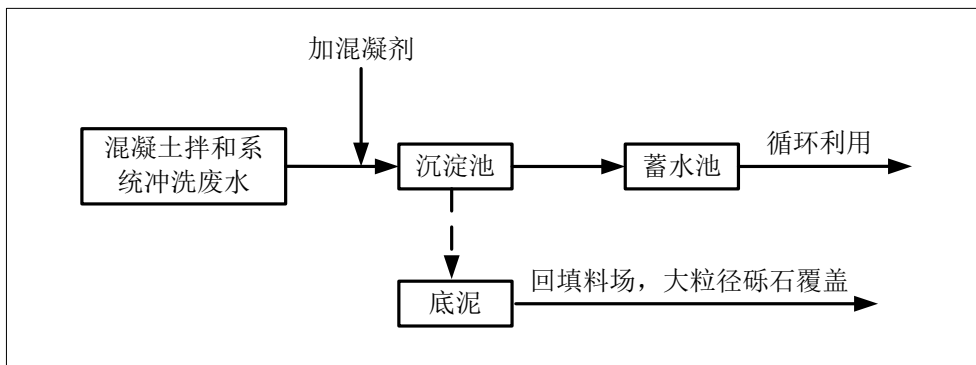 加混凝剂
混凝土拌和系
统冲洗废水
沉淀池
蓄水池
循环利用
底泥
回填料场，大粒径砾石覆盖